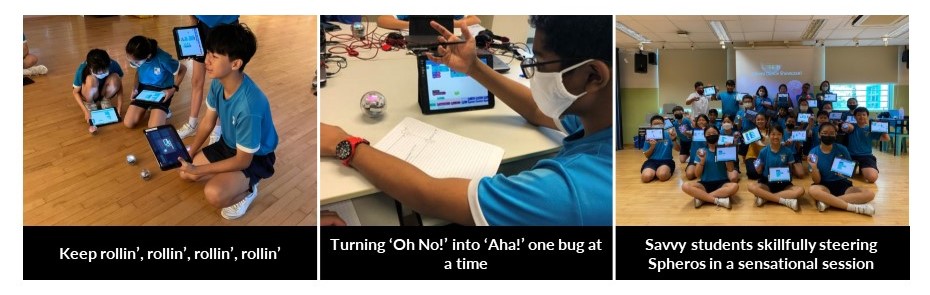 Keep rollin’, rollin’, rollin’, rollin’
Turning ‘Oh No!’ into ‘Aha!’ one bug at
a time
Savvy students skillfully steering
Spheros in a sensational session